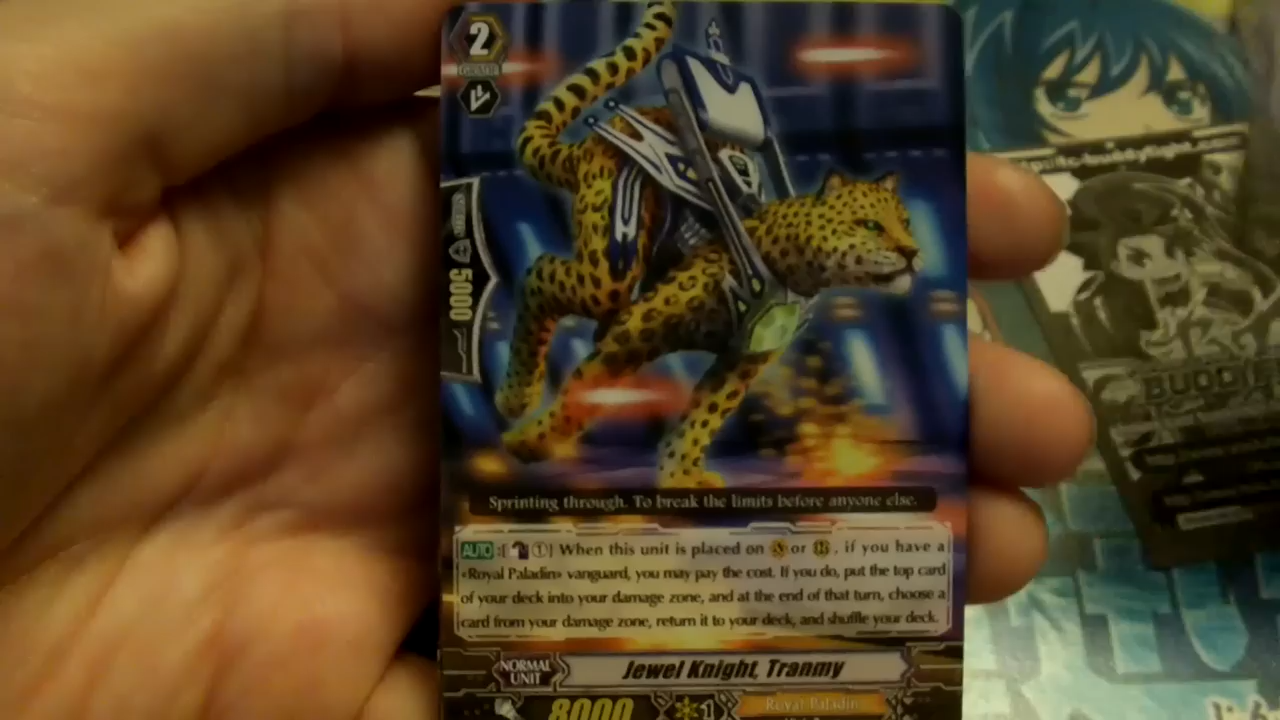 2
GRADE
5000
Sprinting through. To break the limits before anyone else.
AUTO :[ 1 ] When this unit is placed on V or R , if you have a
«Royal Paladin» vanguard, you may pay the cost. If you do, put the top card
of your deck into your damage zone, and at the end of that turn, choose a
card from your damage zone, return it to your deck, and shuffle your deck.
NORMAL
UNIT
Jewel Knight, Tranmy
8000
1
Royal Paladin
BUDDIE